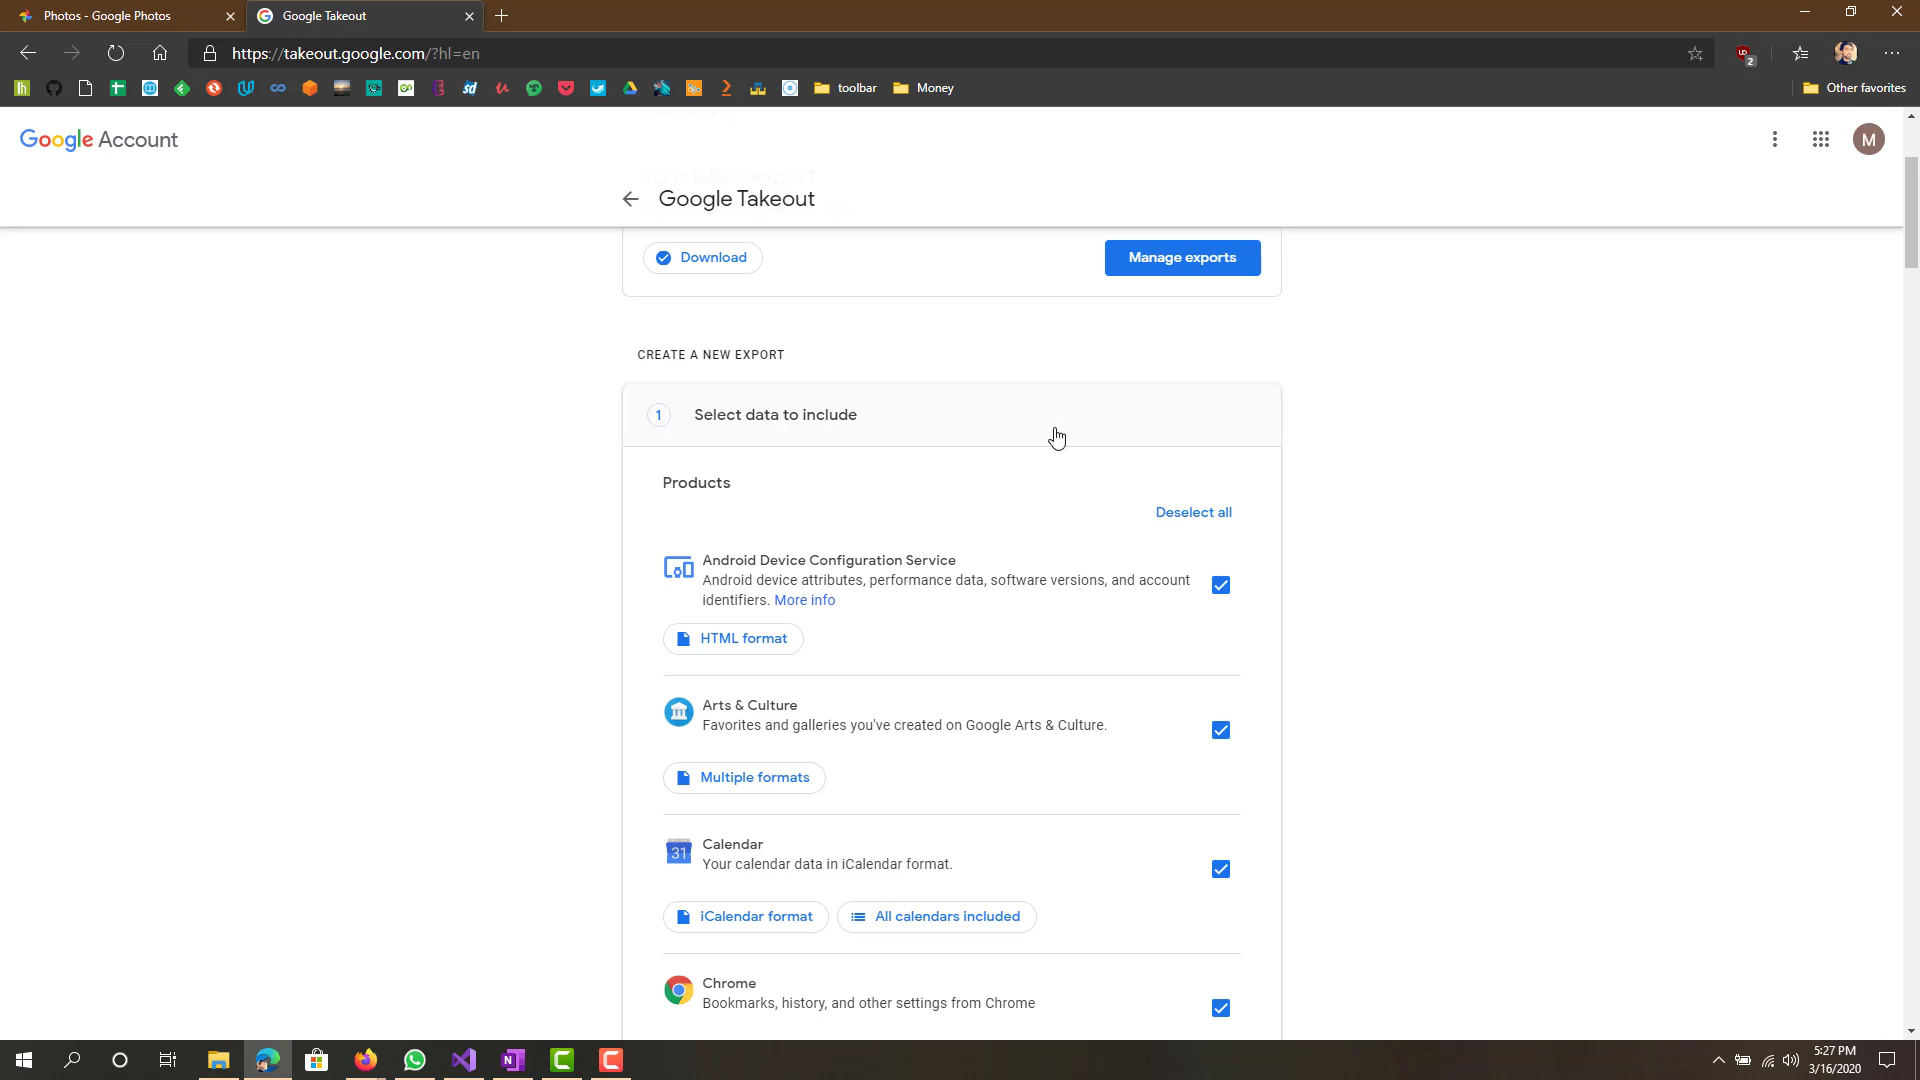 Photos - Google Photos
Google Takeout
https://takeout.google.com/?hl=en
2
toolbar
Money
Other favorites
Google Account
M
Your latest export
Google Takeout
Download
Manage exports
CREATE A NEW EXPORT
1 Select data to include
Products
Deselect all
Android Device Configuration Service
Android device attributes, performance data, software versions, and account
identifiers. More info
HTML format
Arts & Culture
Favorites and galleries you've created on Google Arts & Culture.
Multiple formats
31
Calendar
Your calendar data in iCalendar format.
iCalendar format
All calendars included
Chrome
Bookmarks, history, and other settings from Chrome
5:27 PM
3/16/2020